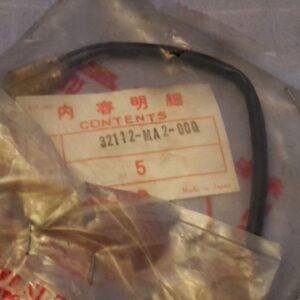 内容明細
CONTENTS
32112-MA2-000
5
Made in Japan